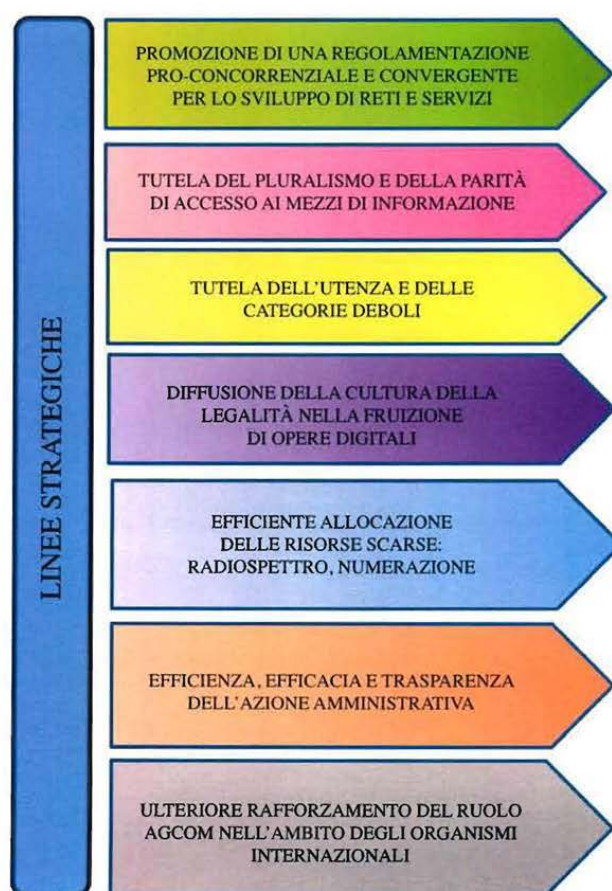 LINEE STRATEGICHE
PROMOZIONE DI UNA REGOLAMENTAZIONE
PRO-CONCORRENZIALE E CONVERGENTE
PER LO SVILUPPO DI RETI E SERVIZI
TUTELA DEL PLURALISMO E DELLA PARITÀ
DI ACCESSO AI MEZZI DI INFORMAZIONE
TUTELA DELL'UTENZA E DELLE
CATEGORIE DEBOLI
DIFFUSIONE DELLA CULTURA DELLA
LEGALITÀ NELLA FRUIZIONE
DI OPERE DIGITALI
EFFICIENTE ALLOCAZIONE
DELLE RISORSE SCARSE:
RADIOSPETTRO, NUMERAZIONE
EFFICIENZA, EFFICACIA E TRASPARENZA
DELL'AZIONE AMMINISTRATIVA
ULTERIORE RAFFORZAMENTO DEL RUOLO
AGCOM NELL'AMBITO DEGLI ORGANISMI
INTERNAZIONALI